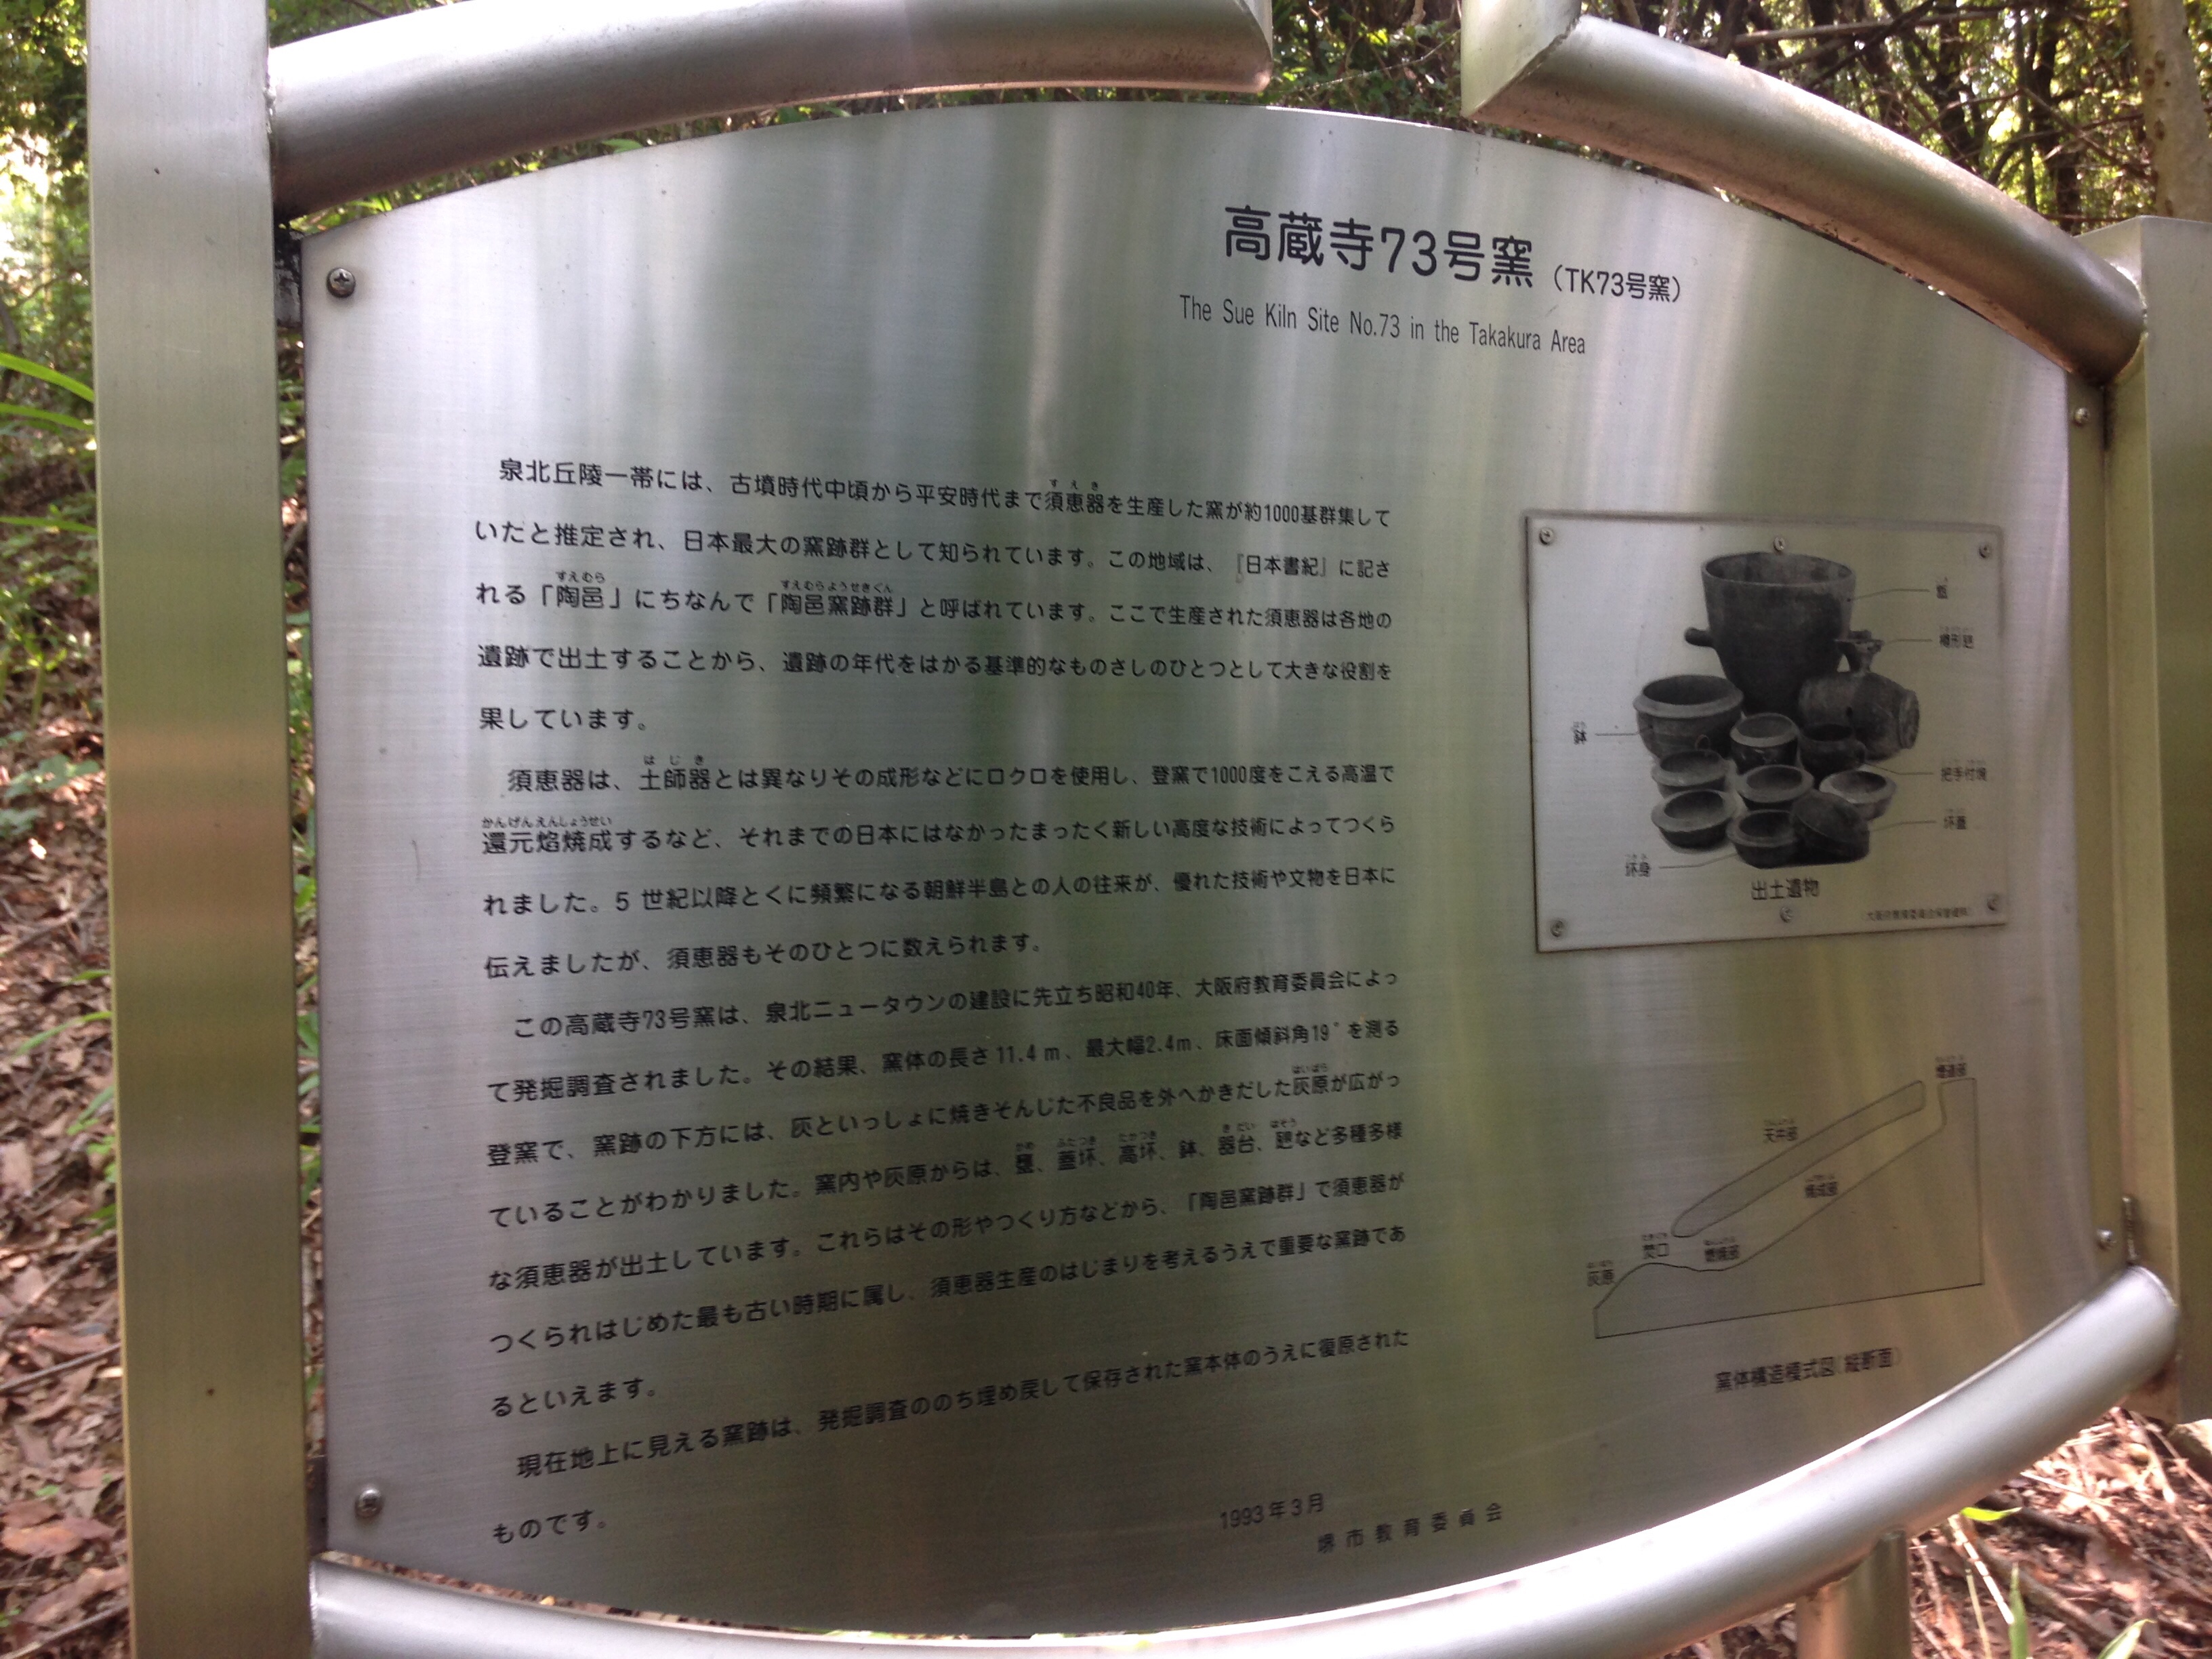 高蔵寺73号窯（TK73号窯）
The Sue Kiln Site No.73 in the Takakura Area
泉北丘陵一帯には、古墳時代中頃から平安時代まで須恵器を生産した窯が約1000基群集して
いたと推定され、日本最大の窯跡群として知られています。この地域は、『日本書紀』に記さ
れる「陶邑」にちなんで「陶邑窯跡群」と呼ばれています。ここで生産された須恵器は各地の
遺跡で出土することから、遺跡の年代をはかる基準的なものさしのひとつとして大きな役割を
果しています。
須恵器は、土師器とは異なりその成形などにロクロを使用し、登窯で1000度をこえる高温で
還元焰焼成するなど、それまでの日本にはなかったまったく新しい高度な技術によってつくら
れました。5世紀以降とくに頻繁になる朝鮮半島との人の往来が、優れた技術や文物を日本に
伝えましたが、須恵器もそのひとつに数えられます。
この高蔵寺73号窯は、泉北ニュータウンの建設に先立ち昭和40年、大阪府教育委員会によっ
て発掘調査されました。その結果、窯体の長さ11.4m、最大幅2.4m、床面傾斜角19°を測る
登窯で、窯跡の下方には、灰といっしょに焼きそんじた不良品を外へかきだした灰原が広がっ
ていることがわかりました。窯内や灰原からは、甕、蓋坏、高坏、鉢、器台、𤭯など多種多様
な須恵器が出土しています。これらはその形やつくり方などから、「陶邑窯跡群」で須恵器が
つくられはじめた最も古い時期に属し、須恵器生産のはじまりを考えるうえで重要な窯跡であ
るといえます。
現在地上に見える窯跡は、発掘調査ののち埋め戻して保存された窯本体のうえに復原された
ものです。
1993年3月
堺市教育委員会
甑
樽形𤭯
鉢
把手付埦
坏蓋
坏身
出土遺物
煙道部
天井部
焼成部
焚口
燃焼部
灰原
窯体構造模式図（縦断面）